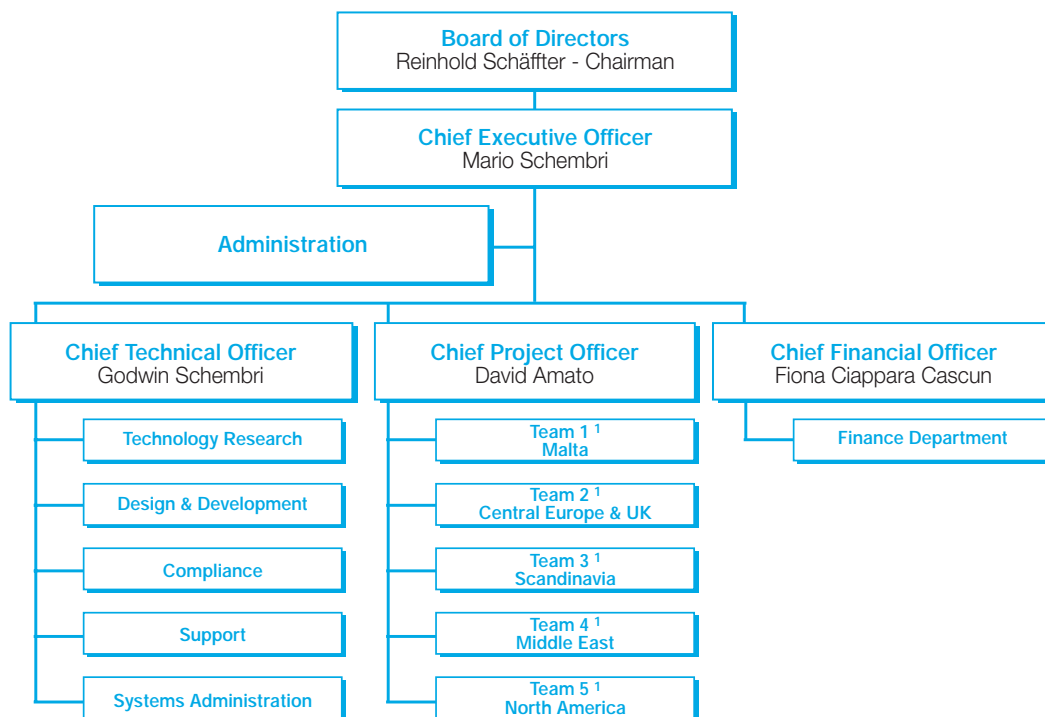 Board of Directors
Reinhold Schäffter - Chairman
Chief Executive Officer
Mario Schembri
Administration
Chief Technical Officer
Godwin Schembri
Technology Research
Design & Development
Compliance
Support
Systems Administration
Chief Project Officer
David Amato
Team 1 ¹
Malta
Team 2 ¹
Central Europe & UK
Team 3 ¹
Scandinavia
Team 4 ¹
Middle East
Team 5 ¹
North America
Chief Financial Officer
Fiona Ciappara Cascun
Finance Department